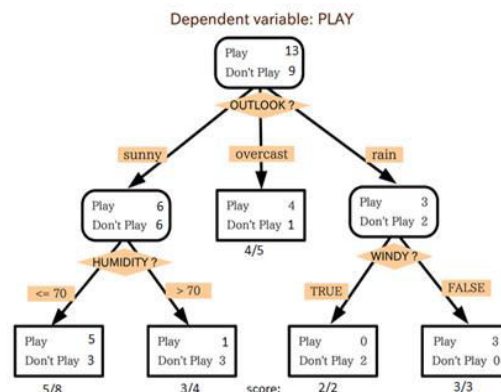 Dependent variable: PLAY
Play 13
Don't Play 9
OUTLOOK ?
sunny
overcast
rain
Play 6
Don't Play 6
Play 4
Don't Play 1
4/5
Play 3
Don't Play 2
HUMIDITY ?
WINDY ?
<= 70
> 70
TRUE
FALSE
Play 5
Don't Play 3
Play 1
Don't Play 3
Play 0
Don't Play 2
Play 3
Don't Play 0
5/8
3/4
score:
2/2
3/3